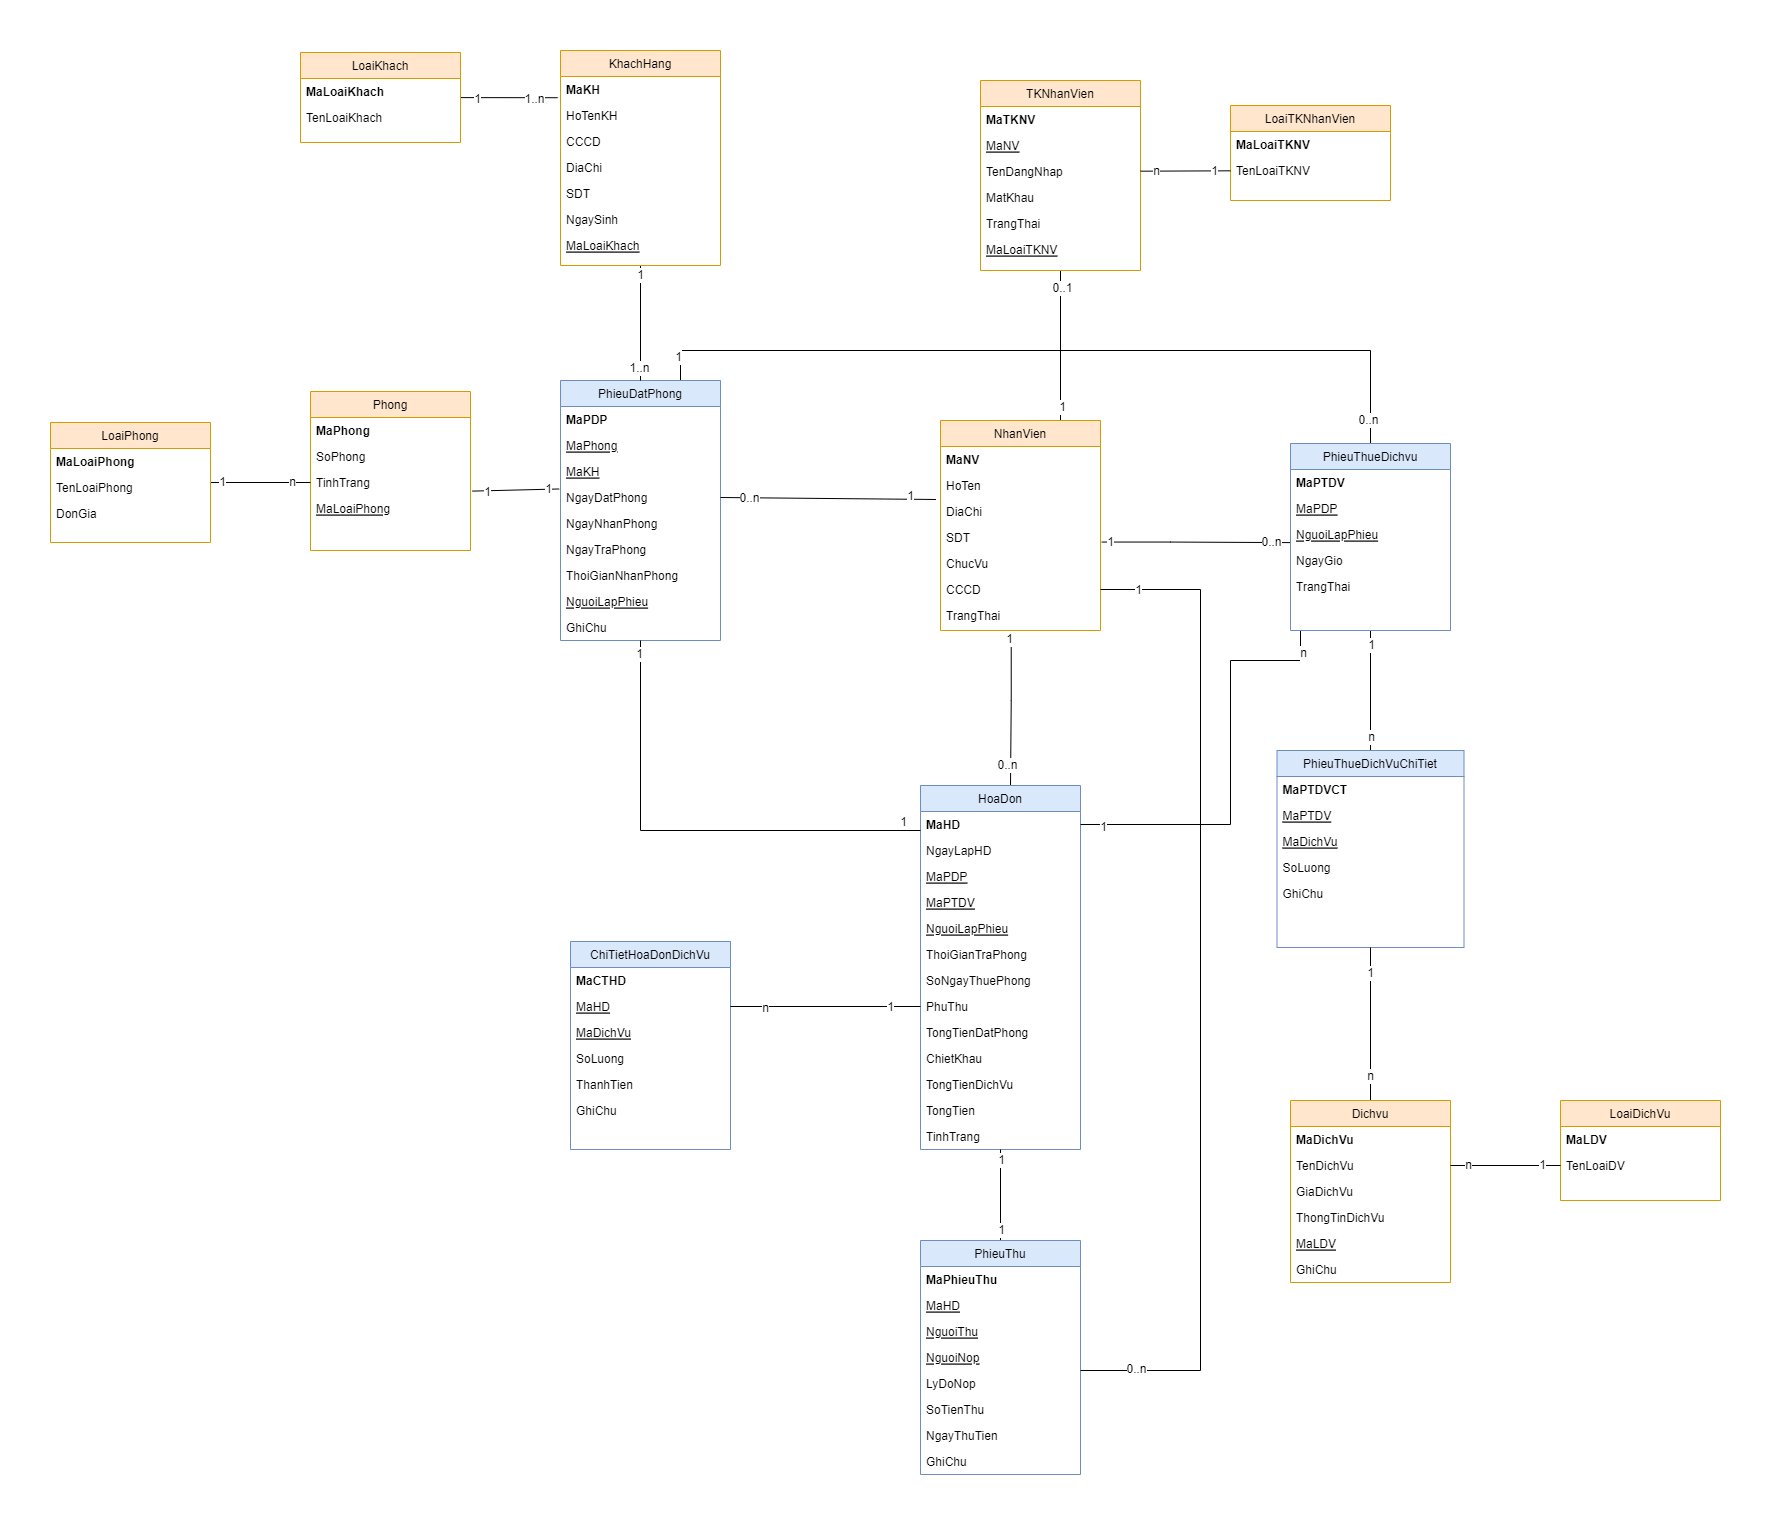 LoaiKhach
MaLoaiKhach
TenLoaiKhach
1
1..n
KhachHang
MaKH
HoTenKH
CCCD
DiaChi
SDT
NgaySinh
MaLoaiKhach
1
1..n
TKNhanVien
MaTKNV
MaNV
TenDangNhap
MatKhau
TrangThai
MaLoaiTKNV
n
1
LoaiTKNhanVien
MaLoaiTKNV
TenLoaiTKNV
0..1
1
1
0..n
LoaiPhong
MaLoaiPhong
TenLoaiPhong
DonGia
1
n
Phong
MaPhong
SoPhong
TinhTrang
MaLoaiPhong
1
1
PhieuDatPhong
MaPDP
MaPhong
MaKH
NgayDatPhong
NgayNhanPhong
NgayTraPhong
ThoiGianNhanPhong
NguoiLapPhieu
GhiChu
0..n
1
NhanVien
MaNV
HoTen
DiaChi
SDT
ChucVu
CCCD
TrangThai
1
0..n
1
PhieuThueDichvu
MaPTDV
MaPDP
NguoiLapPhieu
NgayGio
TrangThai
1
1
1
0..n
n
1
1
n
PhieuThueDichVuChiTiet
MaPTDVCT
MaPTDV
MaDichVu
SoLuong
GhiChu
HoaDon
MaHD
NgayLapHD
MaPDP
MaPTDV
NguoiLapPhieu
ThoiGianTraPhong
SoNgayThuePhong
PhuThu
TongTienDatPhong
ChietKhau
TongTienDichVu
TongTien
TinhTrang
ChiTietHoaDonDichVu
MaCTHD
MaHD
MaDichVu
SoLuong
ThanhTien
GhiChu
n
1
1
n
Dichvu
MaDichVu
TenDichVu
GiaDichVu
ThongTinDichVu
MaLDV
GhiChu
n
1
LoaiDichVu
MaLDV
TenLoaiDV
1
1
PhieuThu
MaPhieuThu
MaHD
NguoiThu
NguoiNop
LyDoNop
SoTienThu
NgayThuTien
GhiChu
0..n